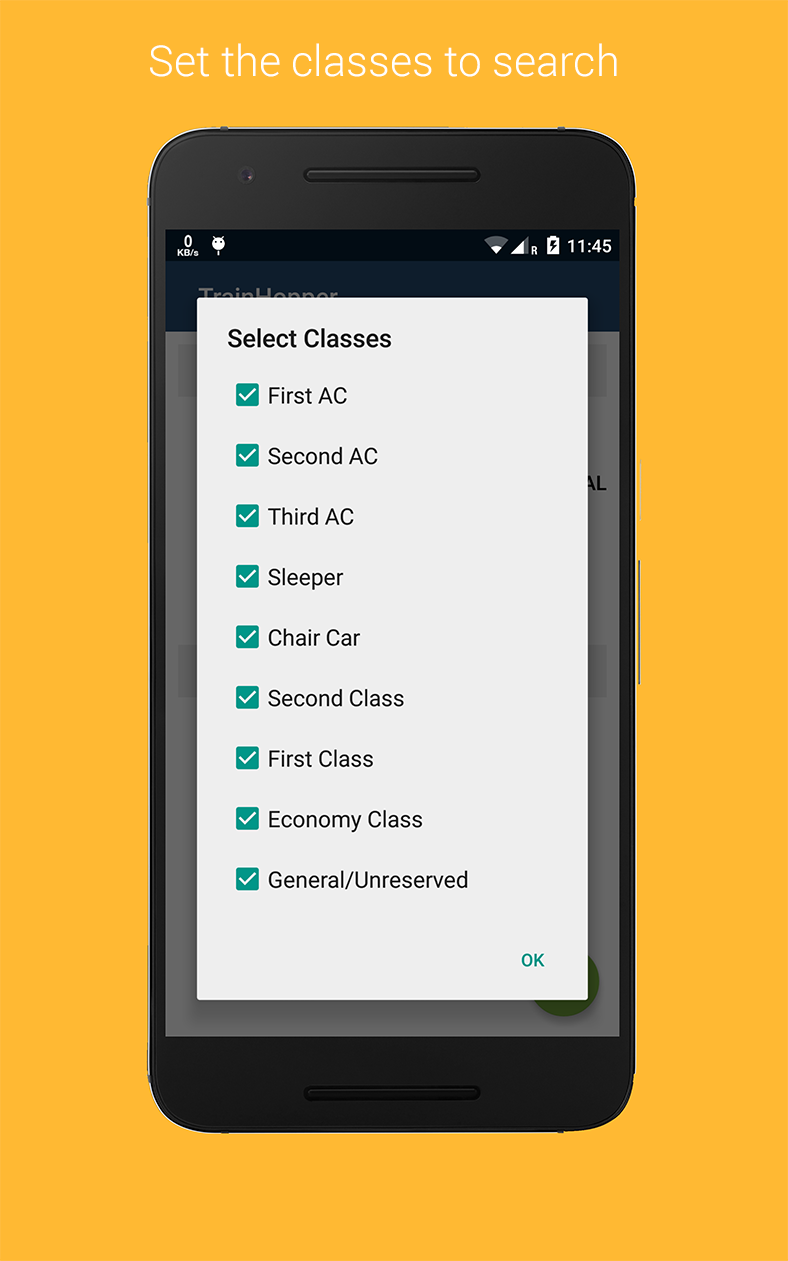 Set the classes to search
0
KB/s
R
11:45
TrainHopper
Select Classes
First AC
Second AC
Third AC
AL
Sleeper
Chair Car
Second Class
First Class
Economy Class
General/Unreserved
OK